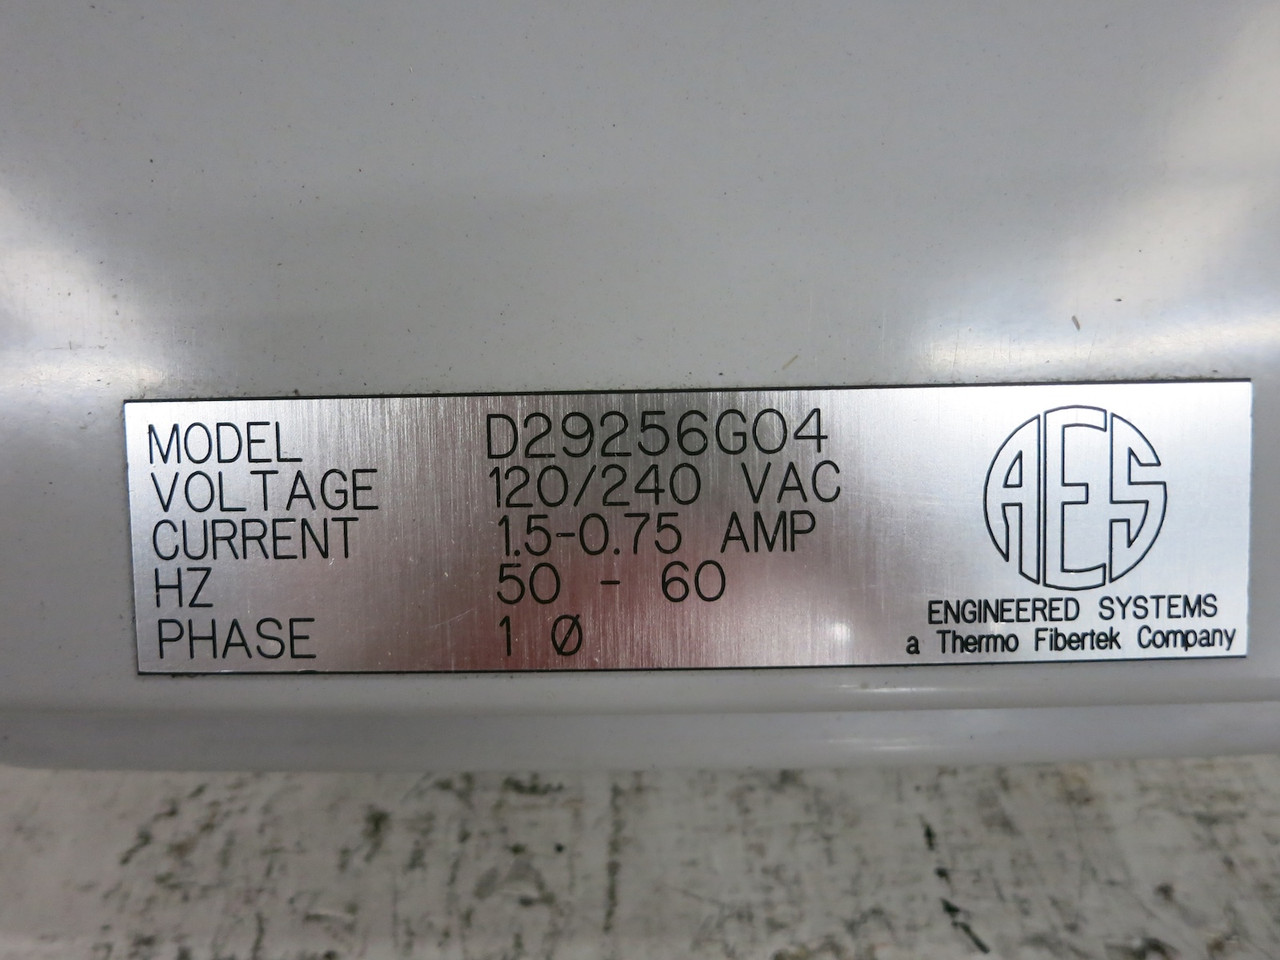 MODEL D29256G04
VOLTAGE 120/240 VAC
CURRENT 1.5-0.75 AMP
HZ 50 - 60
PHASE 1 Ø
AES
ENGINEERED SYSTEMS
a Thermo Fibertek Company